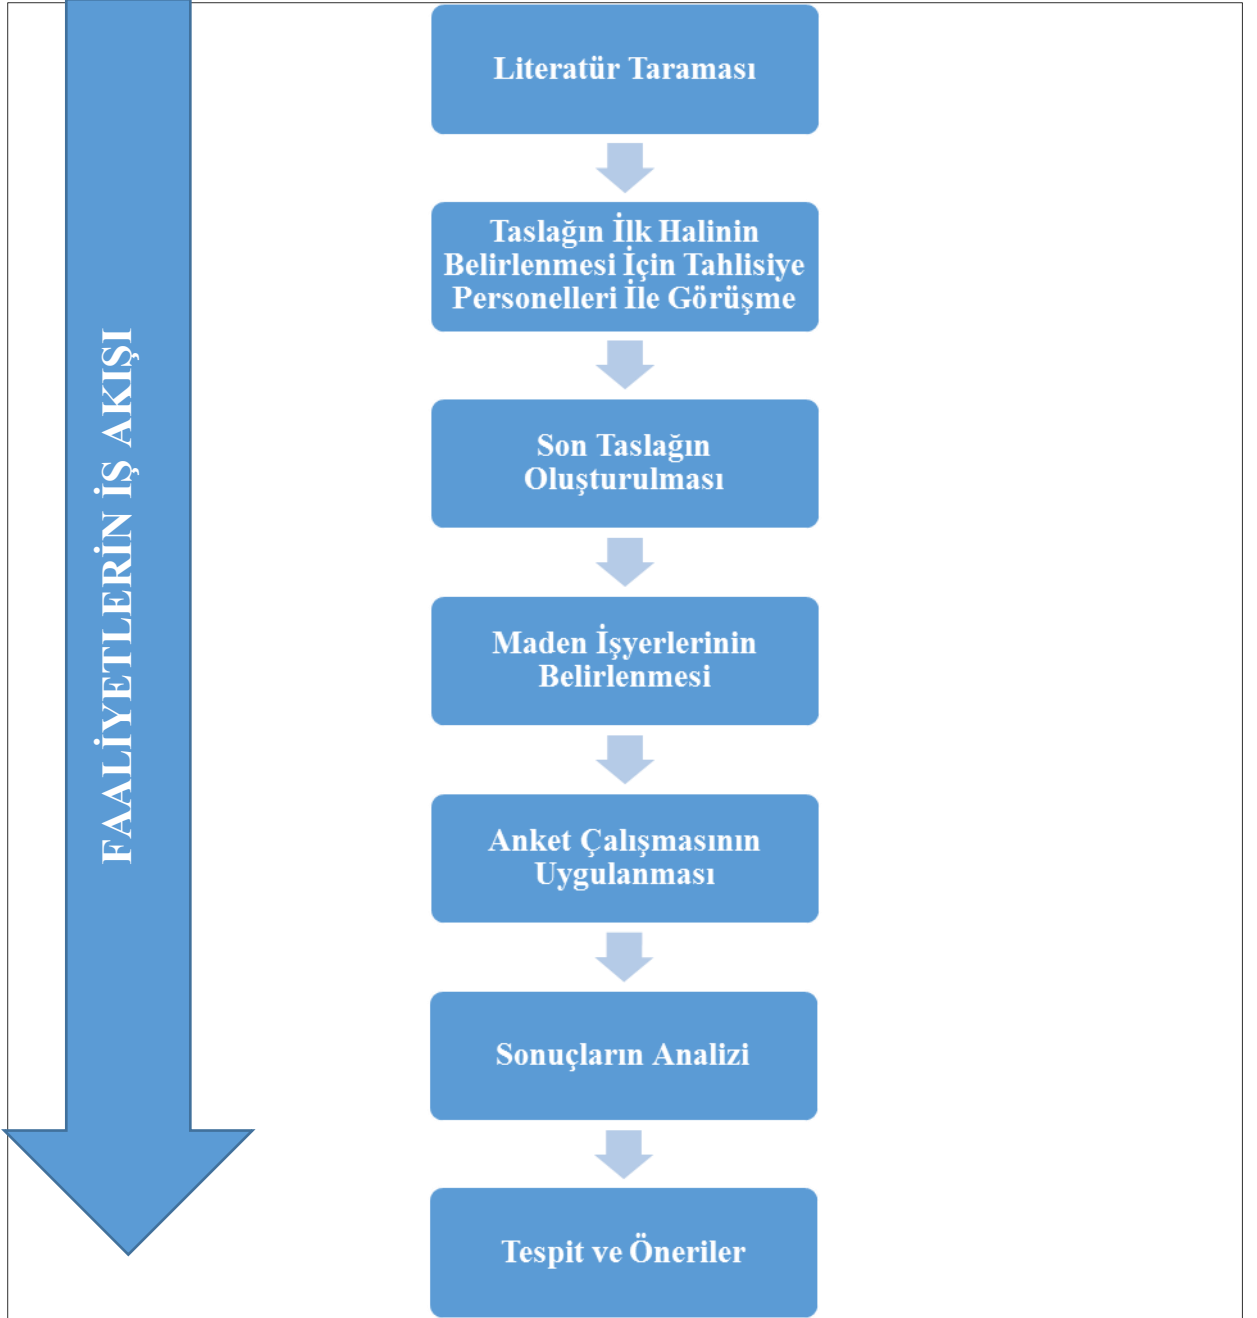 FAALİYETLERİN İŞ AKIŞI
Literatür Taraması
Taslağın İlk Halinin
Belirlenmesi İçin Tahlisiye
Personelleri İle Görüşme
Son Taslağın
Oluşturulması
Maden İşyerlerinin
Belirlenmesi
Anket Çalışmasının
Uygulanması
Sonuçların Analizi
Tespit ve Öneriler